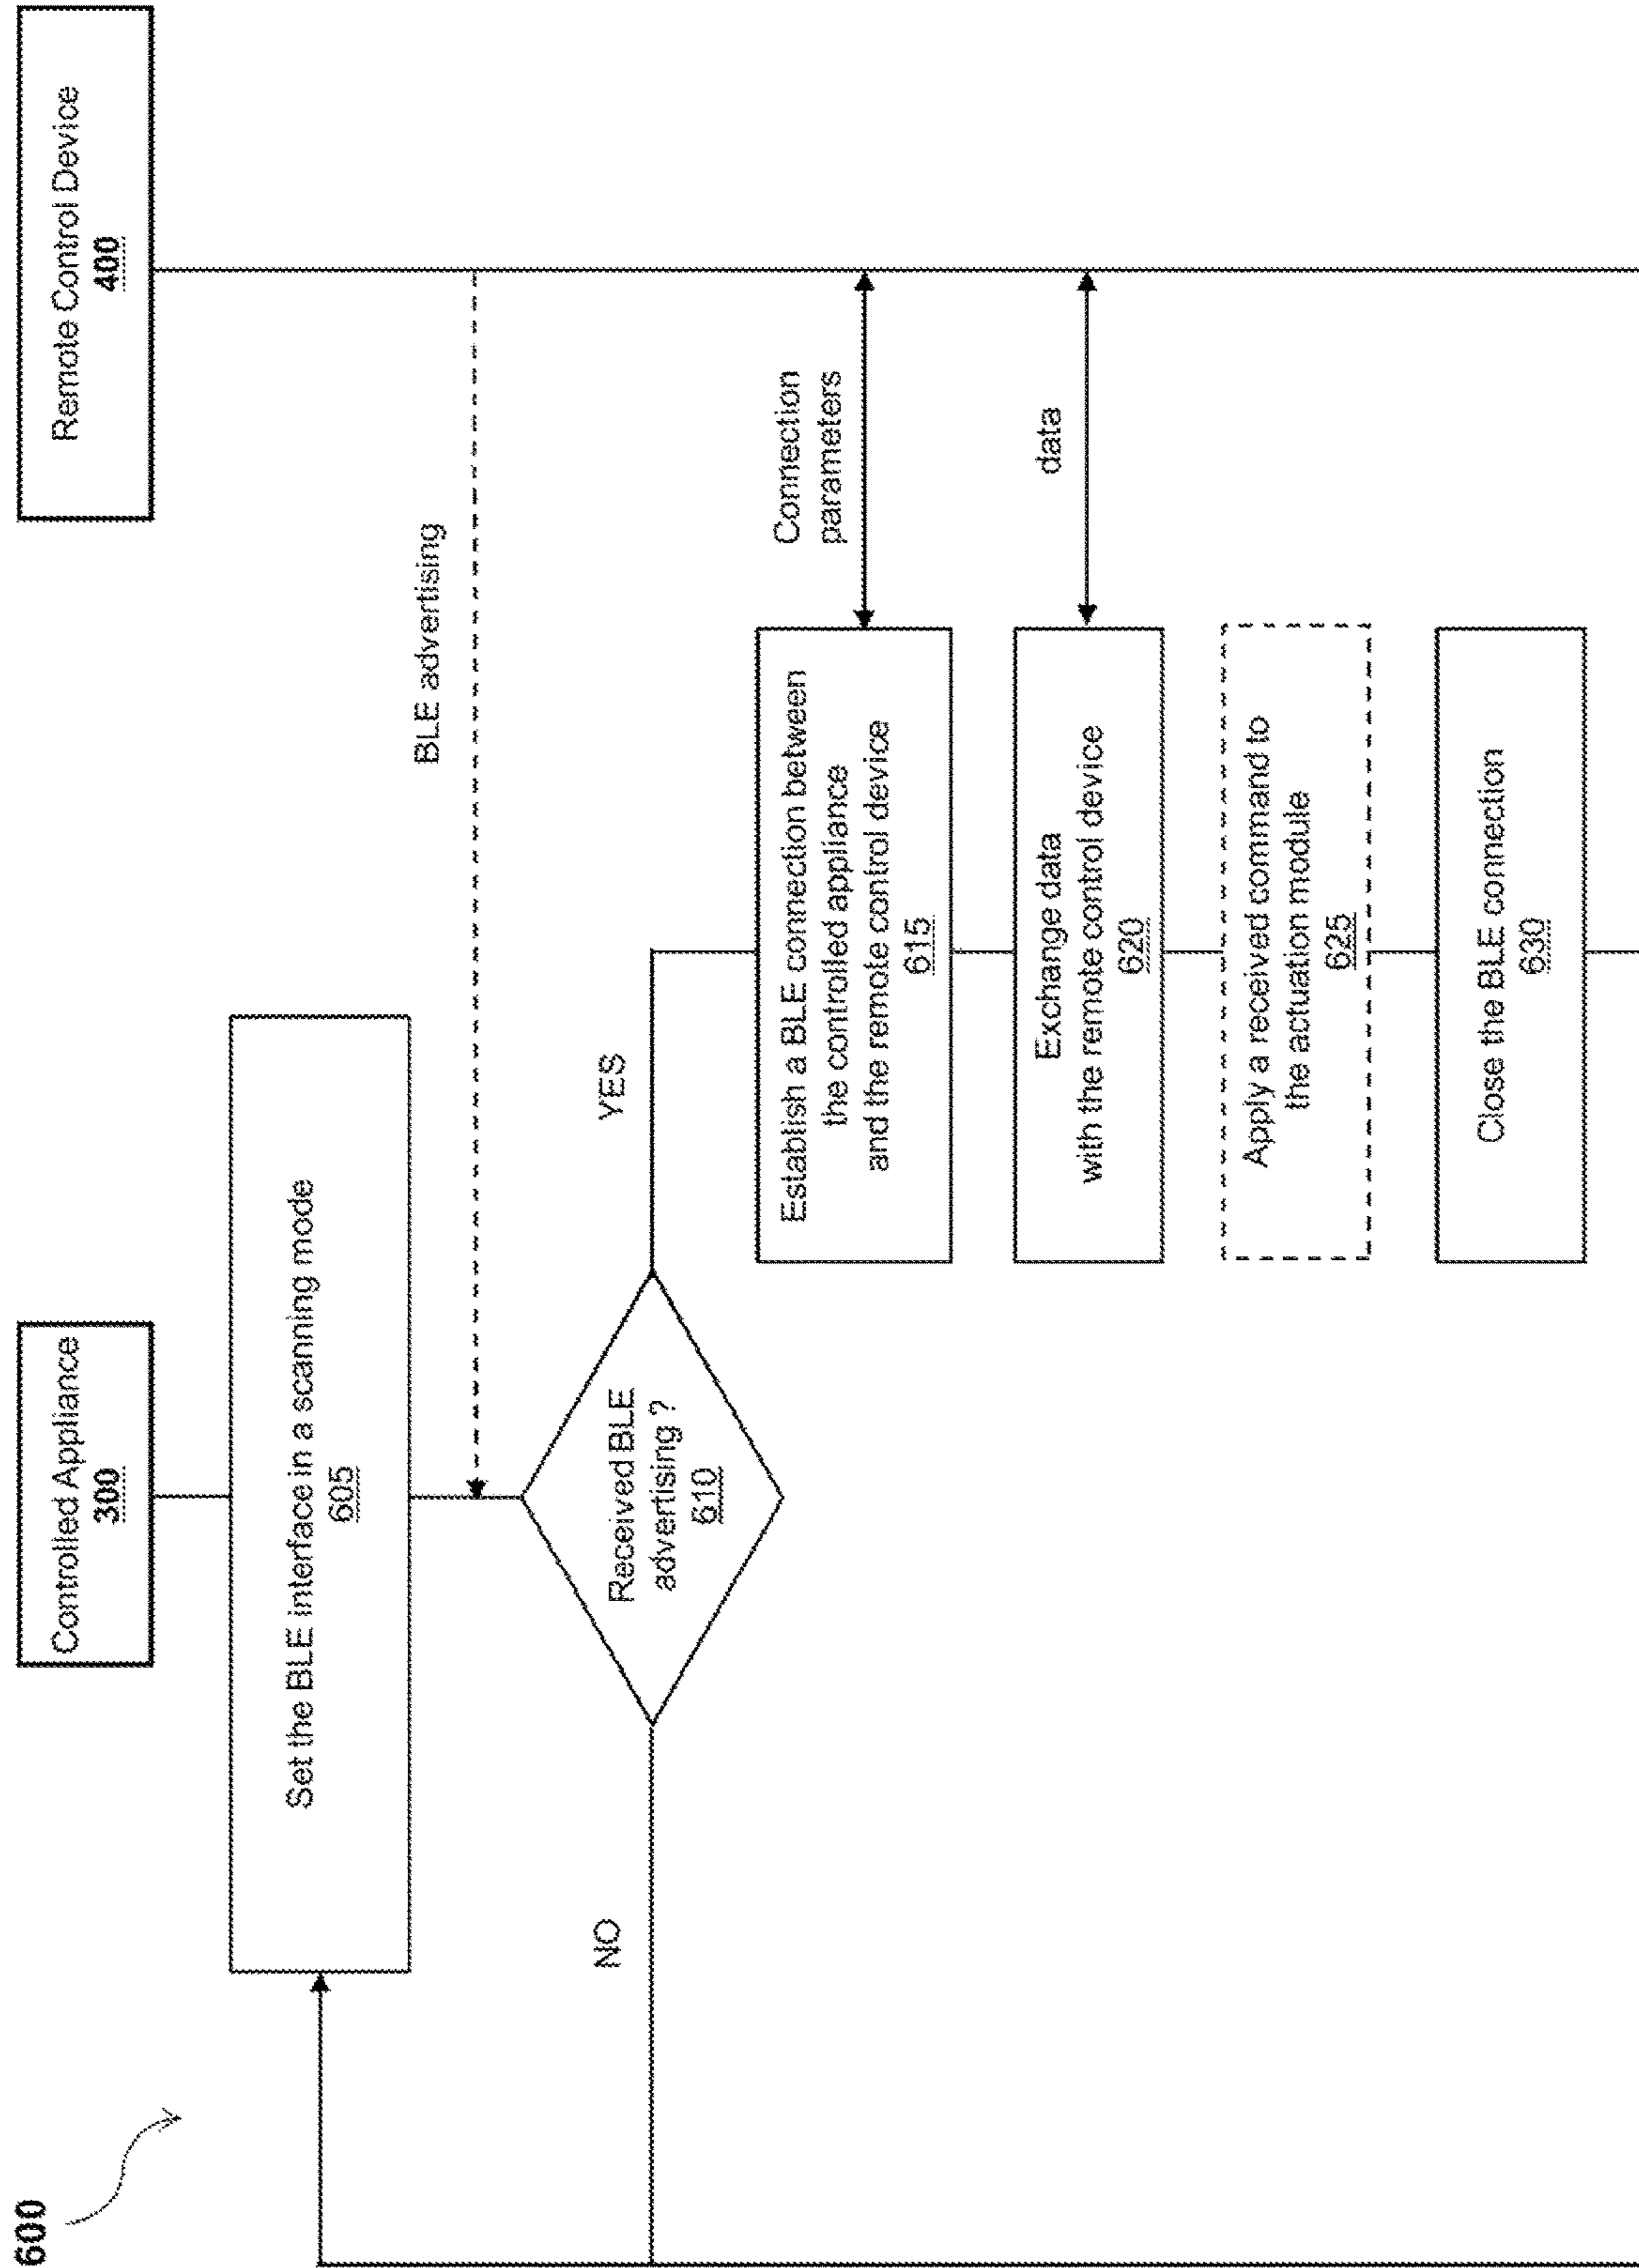 600
Controlled Appliance
300
Remote Control Device
400
Set the BLE interface in a scanning mode
605
BLE advertising
Received BLE
advertising ?
610
NO
YES
Establish a BLE connection between
the controlled appliance
and the remote control device
615
Connection
parameters
Exchange data
with the remote control device
620
data
Apply a received command to
the actuation module
625
Close the BLE connection
630